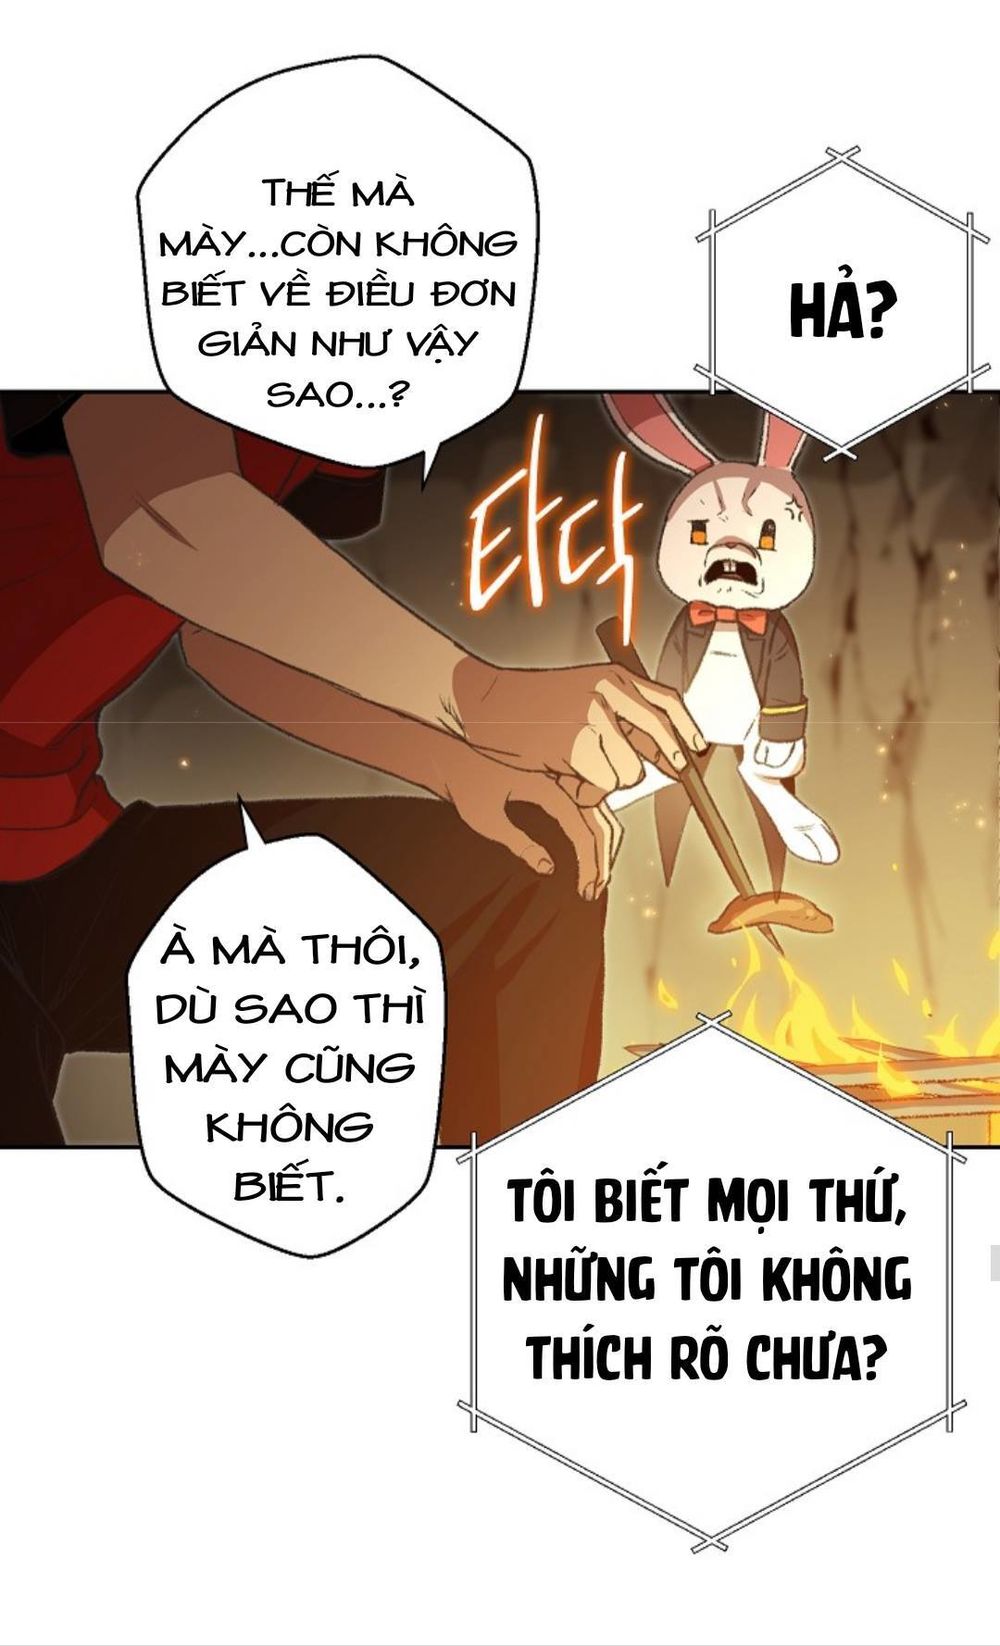 THẾ MÀ
MÀY...CÒN KHÔNG
BIẾT VỀ ĐIỀU ĐƠN
GIẢN NHƯ VẬY
SAO...?
HẢ?
À MÀ THÔI,
DÙ SAO THÌ
MÀY CŨNG
KHÔNG
BIẾT.
TÔI BIẾT MỌI THỨ,
NHỮNG TÔI KHÔNG
THÍCH RÕ CHƯA?